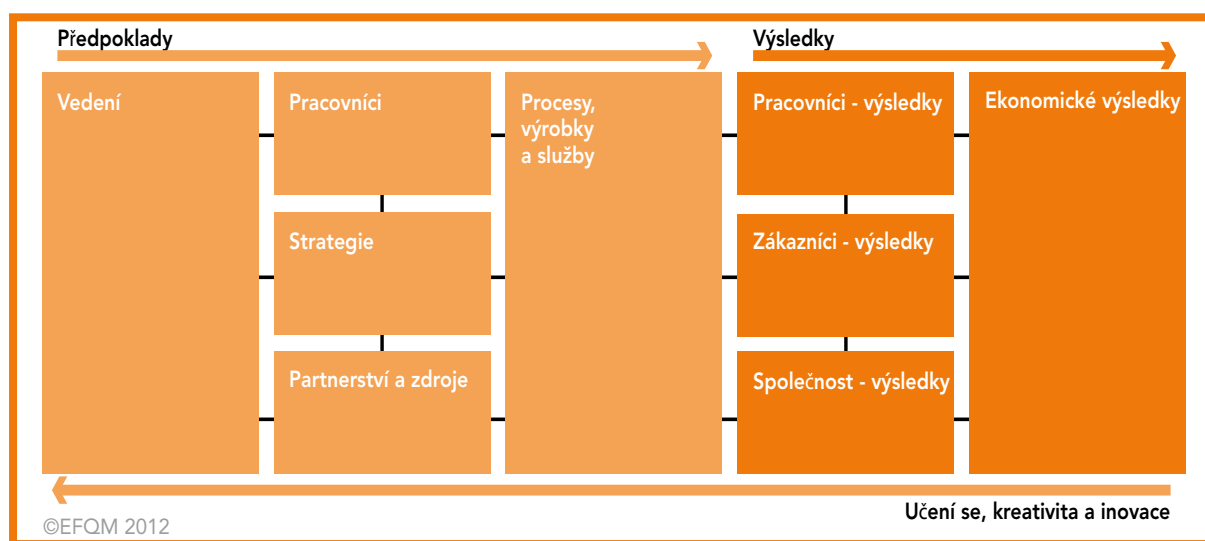 Předpoklady
Výsledky
Vedení
Pracovníci
Procesy,
výrobky
a služby
Pracovníci - výsledky
Ekonomické výsledky
Strategie
Zákazníci - výsledky
Partnerství a zdroje
Společnost - výsledky
Učení se, kreativita a inovace
©EFQM 2012